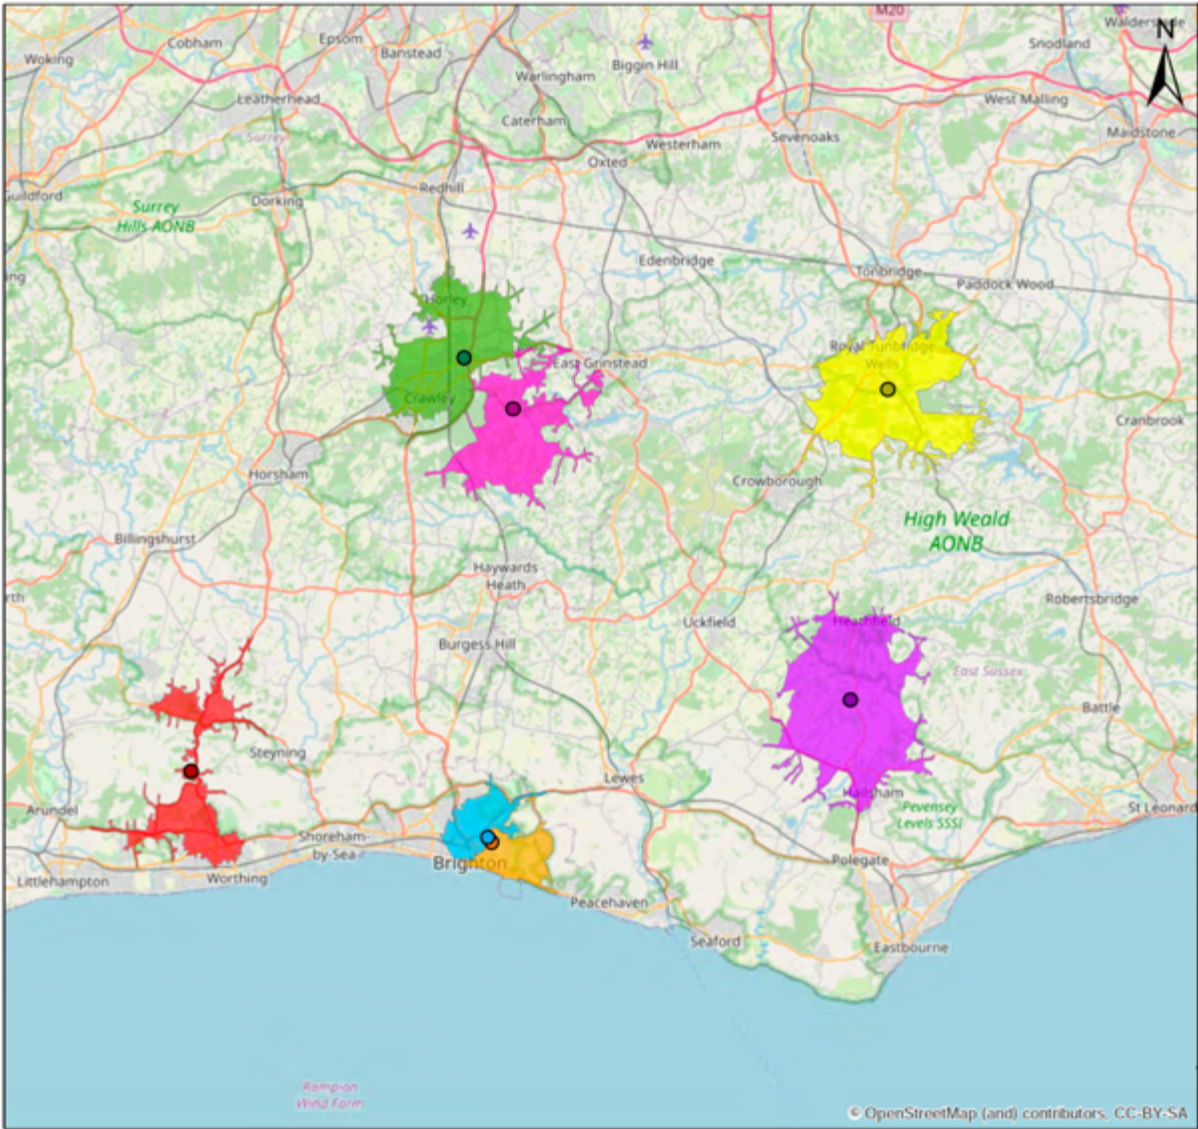 M20
Waldersl
Cobham
Epsom
Banstead
Snodland
N
Woking
Biggin Hill
Warlingham
Leatherhead
West Malling
Caterham
Surrey
Sevenoaks
Maidstone
Westerham
Oxted
Guildford
Redhill
Dorking
Surrey
Hills AONB
Edenbridge
Tonbridge
ing
Paddock Wood
Horley
Royal Tunbridge
Wells
East Grinstead
Crawley
Cranbrook
Horsham
Crowborough
High Weald
AONB
Billingshurst
Haywards
Heath
rth
Robertsbridge
Uckfield
Heathfield
Burgess Hill
East Sussex
Battle
Steyning
Lewes
Hailsham
Arundel
Pevensey
Levels SSSI
St Leonard
Shoreham-
by-Sea
Brighton
Polegate
Littlehampton
Worthing
Peacehaven
Seaford
Eastbourne
Rampion
Wind Farm
© OpenStreetMap (and) contributors, CC-BY-SA